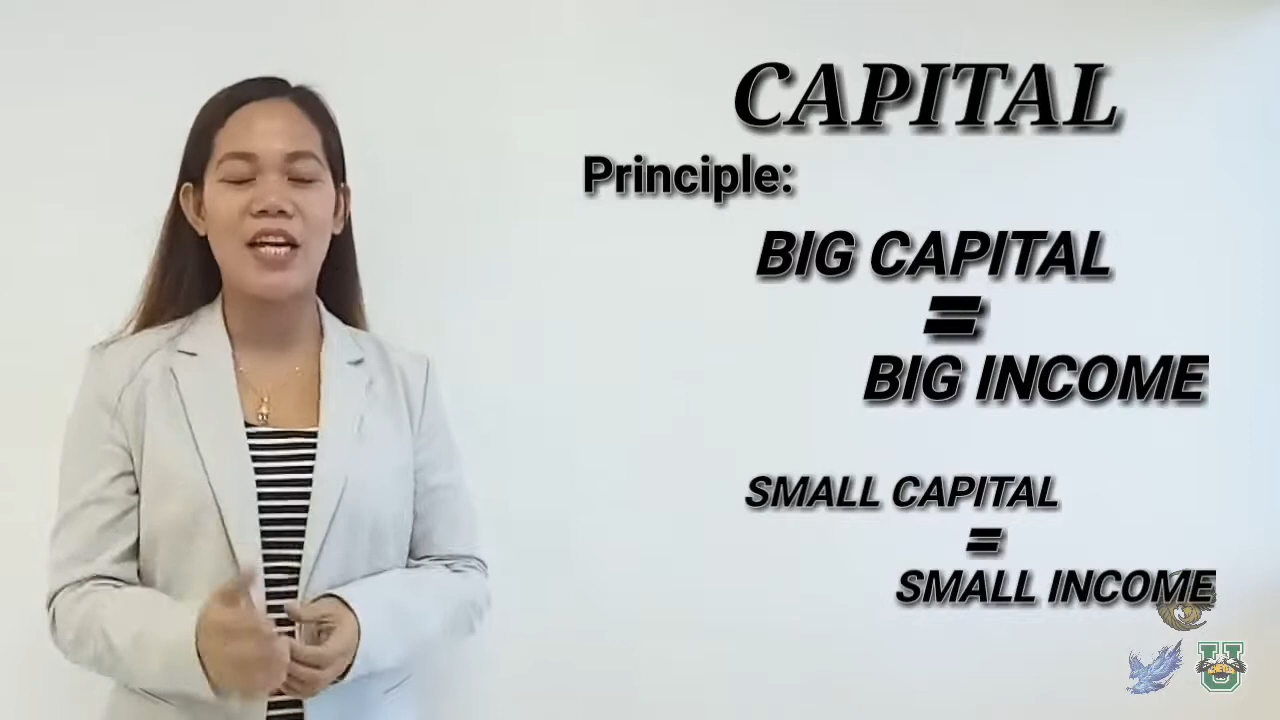 CAPITAL
Principle:
BIG CAPITAL
=
BIG INCOME
SMALL CAPITAL
=
SMALL INCOME
U